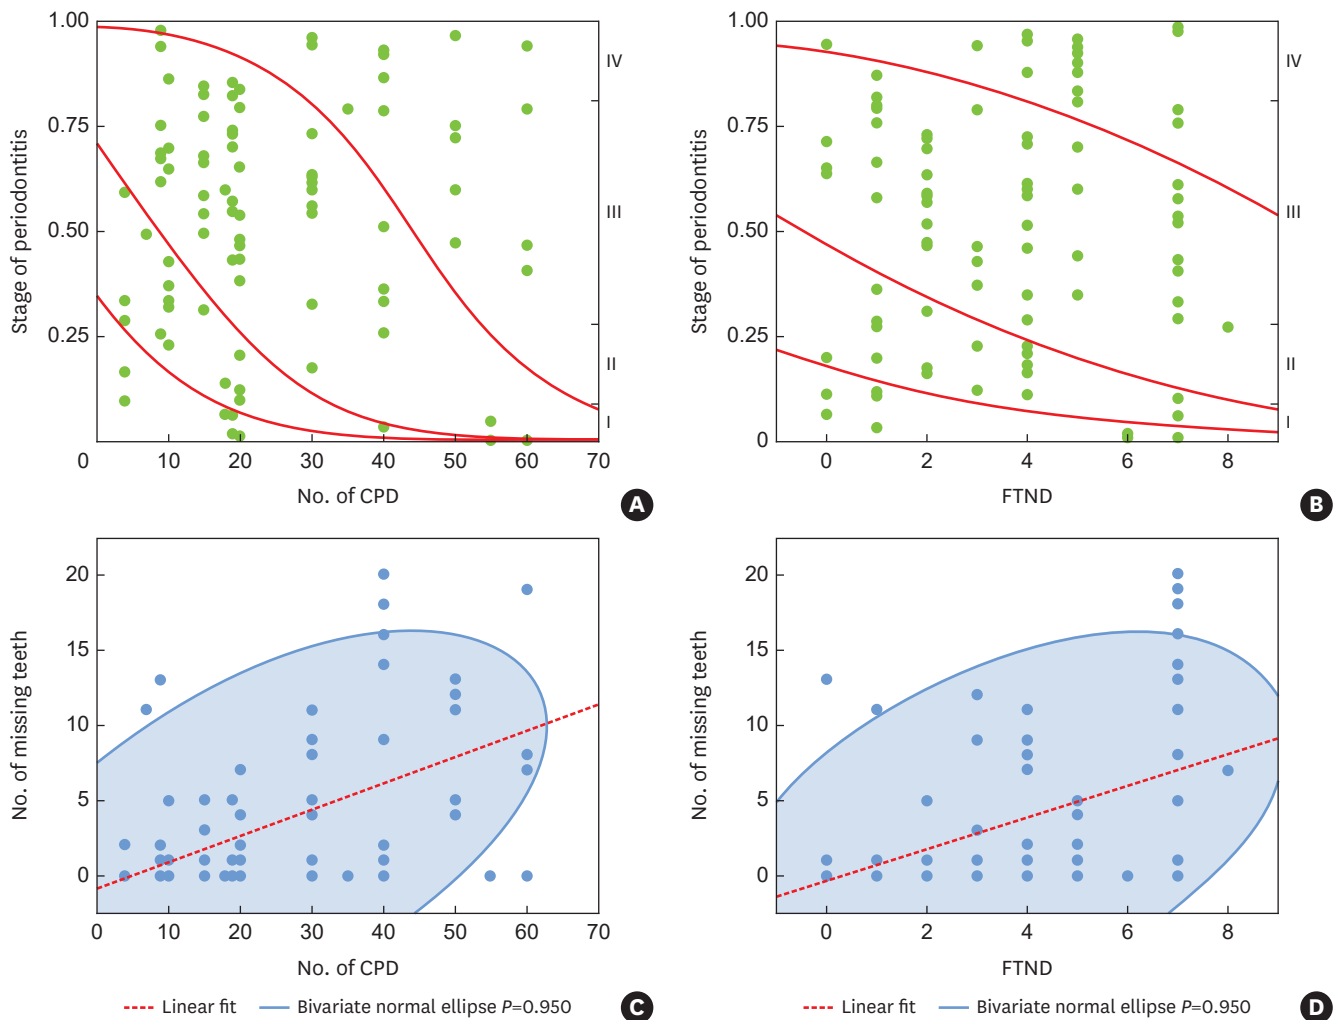 1.00
0.75
0.50
0.25
0
Stage of periodontitis
IV
III
II
I
0 10 20 30 40 50 60 70
No. of CPD
A
1.00
0.75
0.50
0.25
0
Stage of periodontitis
IV
III
II
I
0 2 4 6 8
FTND
B
20
15
10
5
0
No. of missing teeth
0 10 20 30 40 50 60 70
No. of CPD
Linear fit Bivariate normal ellipse P=0.950
C
20
15
10
5
0
No. of missing teeth
0 2 4 6 8
FTND
Linear fit Bivariate normal ellipse P=0.950
D